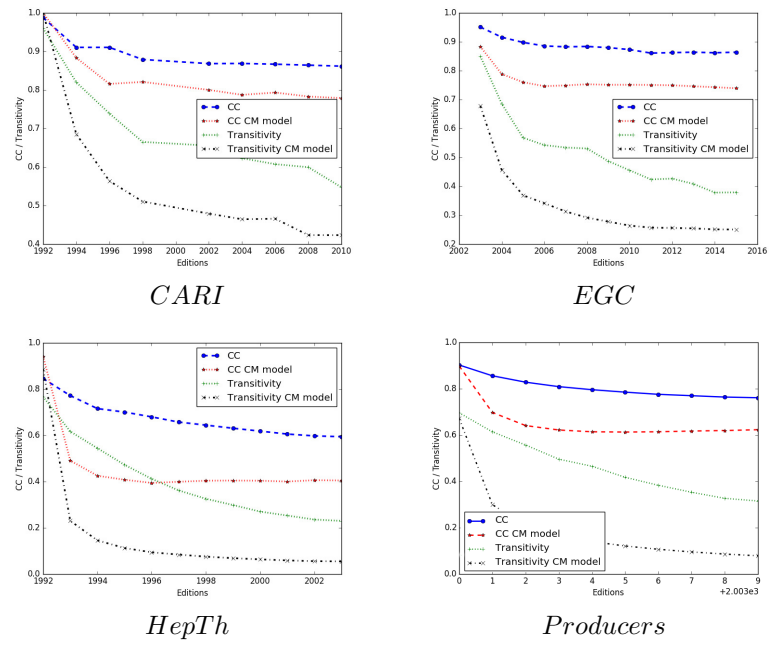 1.0
0.9
0.8
0.7
0.6
0.5
0.4
CC / Transitivity
CC
CC CM model
Transitivity
Transitivity CM model
1992 1994 1996 1998 2000 2002 2004 2006 2008 2010
Editions
CARI
1.0
0.9
0.8
0.7
0.6
0.5
0.4
0.3
0.2
CC / Transitivity
CC
CC CM model
Transitivity
Transitivity CM model
2002 2004 2006 2008 2010 2012 2014 2016
Editions
EGC
1.0
0.8
0.6
0.4
0.2
0.0
CC / Transitivity
CC
CC CM model
Transitivity
Transitivity CM model
1992 1994 1996 1998 2000 2002
Editions
HepTh
1.0
0.8
0.6
0.4
0.2
0.0
CC / Transitivity
CC
CC CM model
Transitivity
Transitivity CM model
0 1 2 3 4 5 6 7 8 9
Editions
+2.003e3
Producers